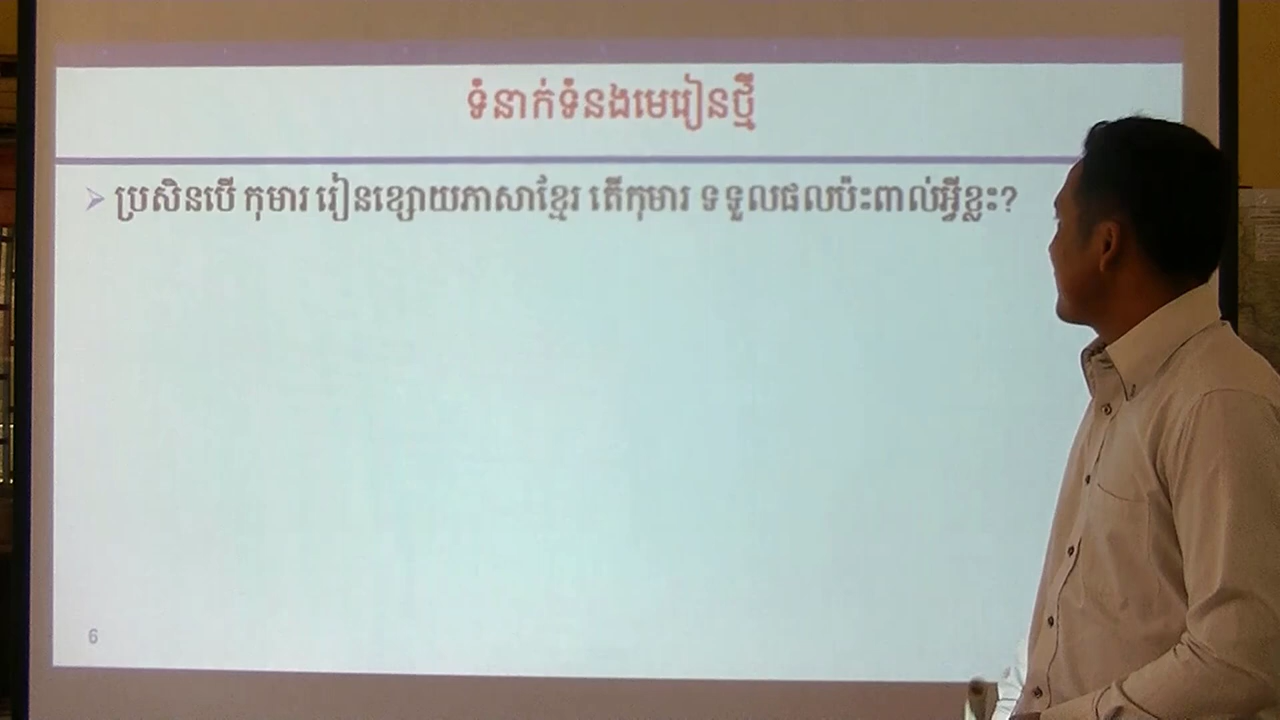 ទំនាក់ទំនងមេរៀនថ្មី
ប្រសិនបើ កុមារ រៀនខ្សោយភាសាខ្មែរ តើកុមារ ទទួលផលប៉ះពាល់អ្វីខ្លះ?
6